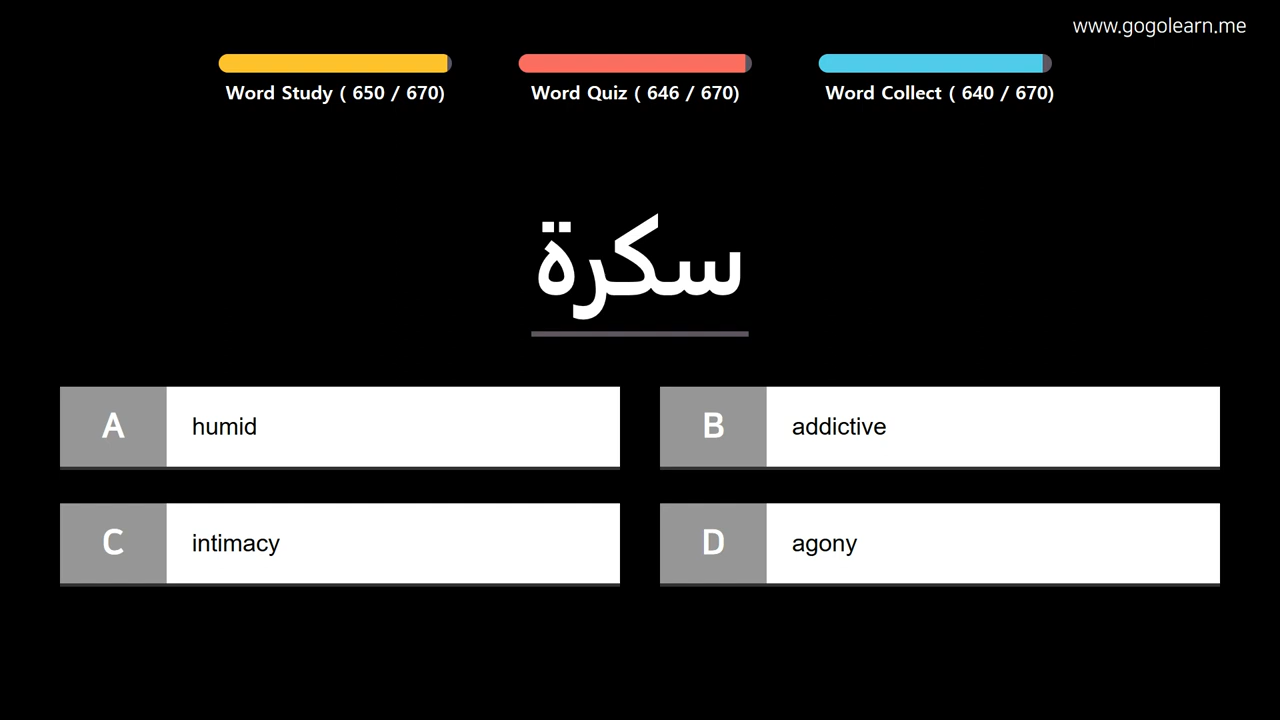 www.gogolearn.me
Word Study ( 650 / 670)
Word Quiz ( 646 / 670)
Word Collect ( 640 / 670)
سكرة
A humid
B addictive
C intimacy
D agony